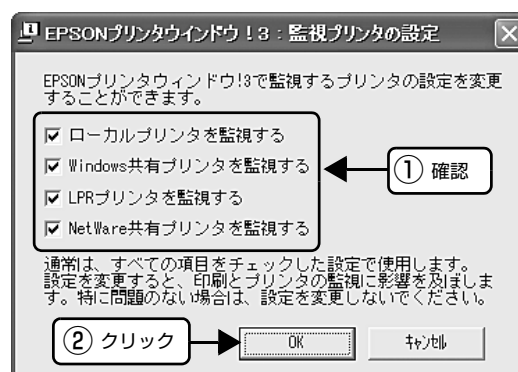 EPSONプリンタウインドウ!3:監視プリンタの設定
EPSONプリンタウィンドウ!3で監視するプリンタの設定を変更
することができます。
ローカルプリンタを監視する
Windows共有プリンタを監視する
① 確認
LPRプリンタを監視する
NetWare共有プリンタを監視する
通常は、すべての項目をチェックした設定で使用します。
設定を変更すると、印刷とプリンタの監視に影響を及ぼしま
す。特に問題のない場合は、設定を変更しないでください。
② クリック
OK
キャンセル